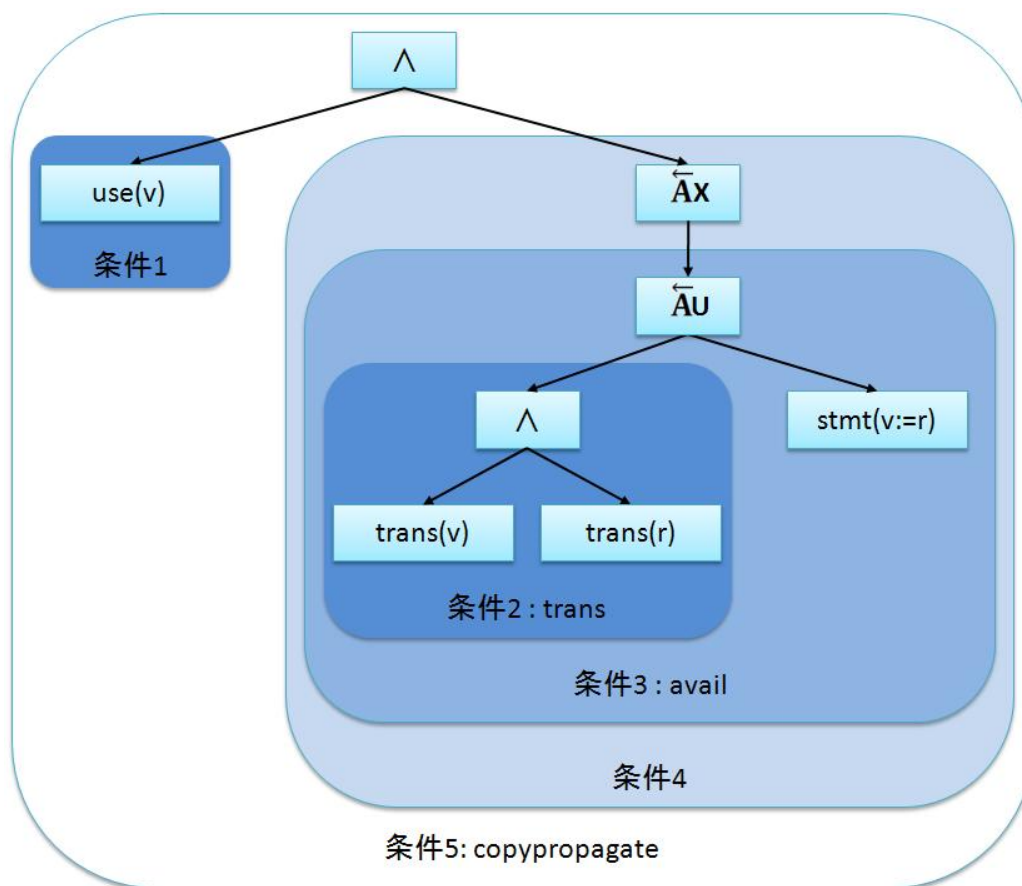 ∧
use(v)
条件1
A⃖X
A⃖U
∧
stmt(v:=r)
trans(v)
trans(r)
条件2 : trans
条件3 : avail
条件4
条件5: copypropagate